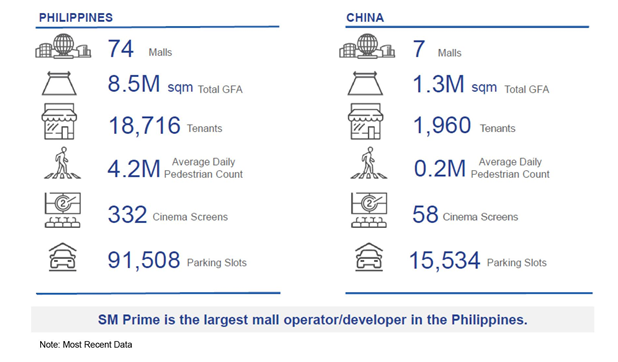 PHILIPPINES
74 Malls
8.5M sqm Total GFA
18,716 Tenants
4.2M Average Daily
Pedestrian Count
2
332 Cinema Screens
91,508 Parking Slots
CHINA
7 Malls
1.3M sqm Total GFA
1,960 Tenants
0.2M Average Daily
Pedestrian Count
2
58 Cinema Screens
15,534 Parking Slots
SM Prime is the largest mall operator/developer in the Philippines.
Note: Most Recent Data